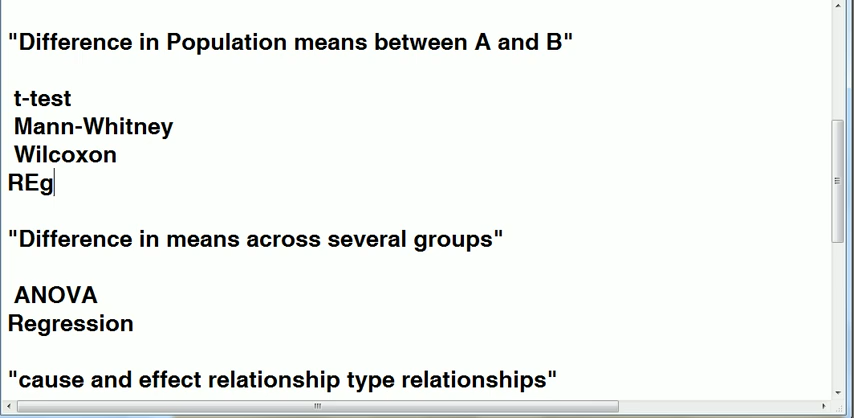 "Difference in Population means between A and B"
t-test
Mann-Whitney
Wilcoxon
REg
"Difference in means across several groups"
ANOVA
Regression
"cause and effect relationship type relationships"